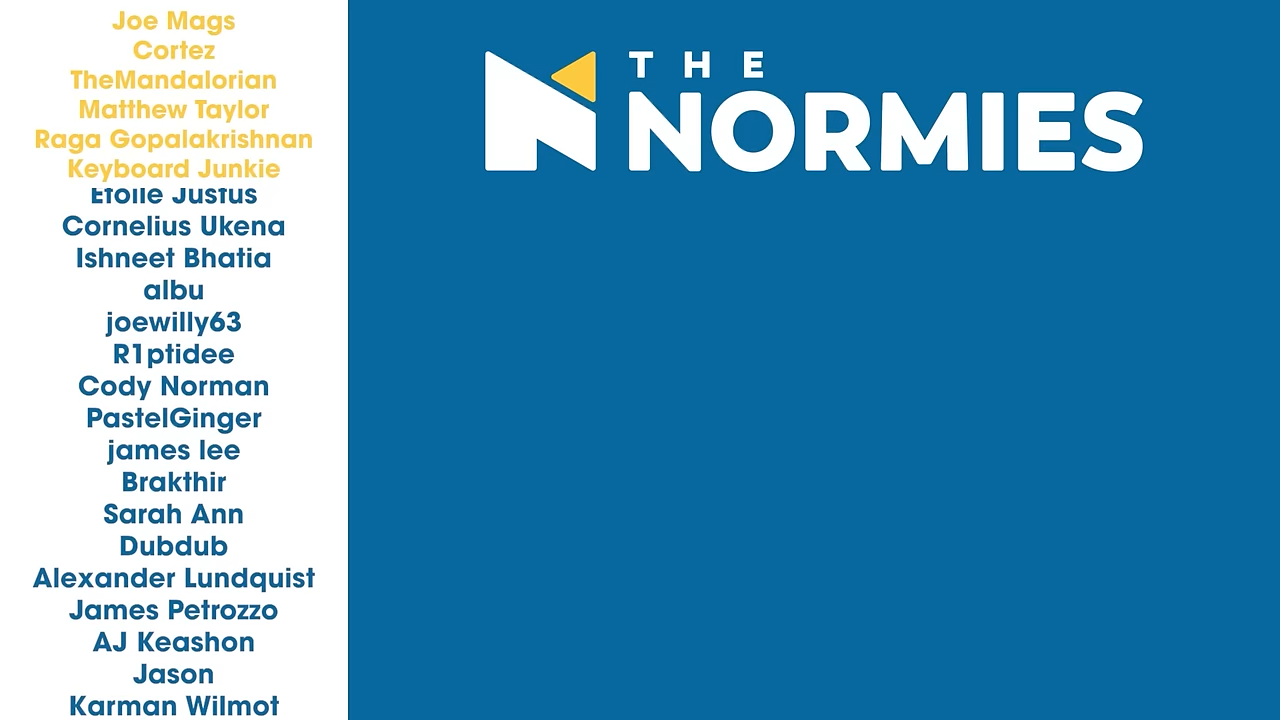 Joe Mags
Cortez
TheMandalorian
Matthew Taylor
Raga Gopalakrishnan
Keyboard Junkie
Etoile Justus
Cornelius Ukena
Ishneet Bhatia
albu
joewilly63
R1ptidee
Cody Norman
PastelGinger
james lee
Brakthir
Sarah Ann
Dubdub
Alexander Lundquist
James Petrozzo
AJ Keashon
Jason
Karman Wilmot
THE
NORMIES